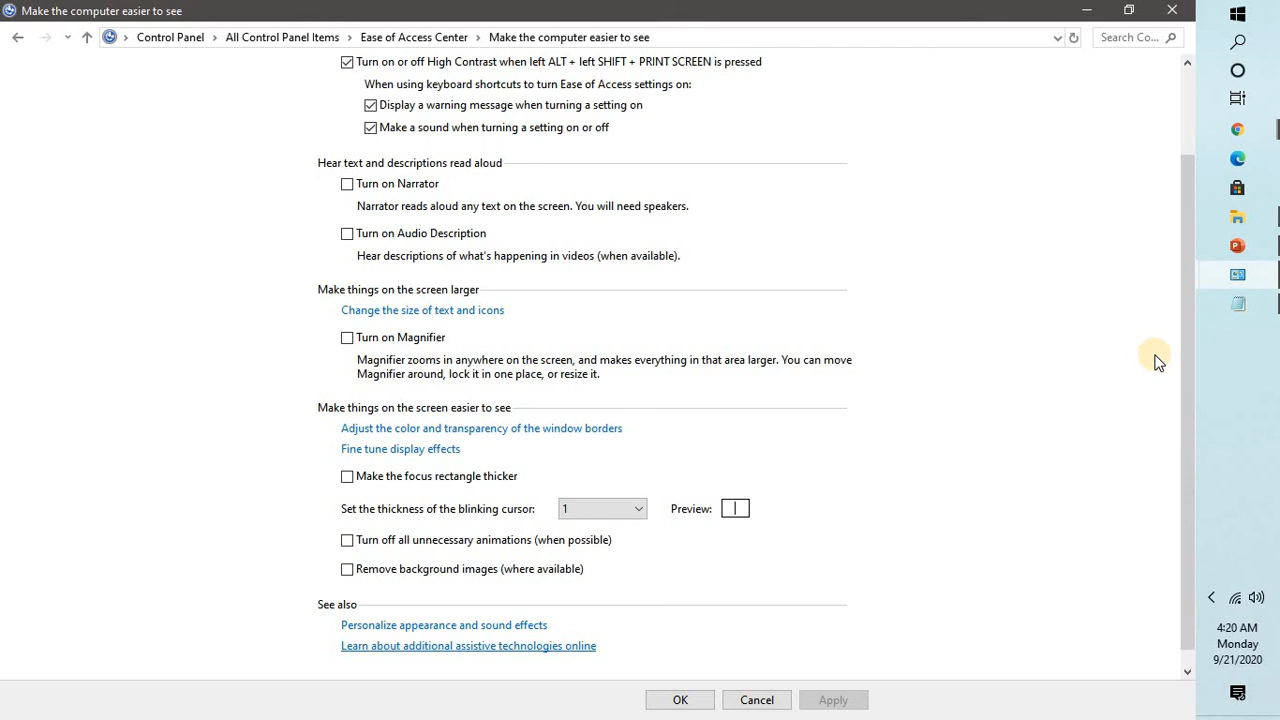 Make the computer easier to see
Control Panel > All Control Panel Items > Ease of Access Center > Make the computer easier to see
Search Co...
Turn on or off High Contrast when left ALT + left SHIFT + PRINT SCREEN is pressed
When using keyboard shortcuts to turn Ease of Access settings on:
Display a warning message when turning a setting on
Make a sound when turning a setting on or off
Hear text and descriptions read aloud
Turn on Narrator
Narrator reads aloud any text on the screen. You will need speakers.
Turn on Audio Description
Hear descriptions of what's happening in videos (when available).
Make things on the screen larger
Change the size of text and icons
Turn on Magnifier
Magnifier zooms in anywhere on the screen, and makes everything in that area larger. You can move
Magnifier around, lock it in one place, or resize it.
Make things on the screen easier to see
Adjust the color and transparency of the window borders
Fine tune display effects
Make the focus rectangle thicker
Set the thickness of the blinking cursor: 1 Preview:
Turn off all unnecessary animations (when possible)
Remove background images (where available)
See also
Personalize appearance and sound effects
Learn about additional assistive technologies online
OK Cancel Apply
4:20 AM
Monday
9/21/2020